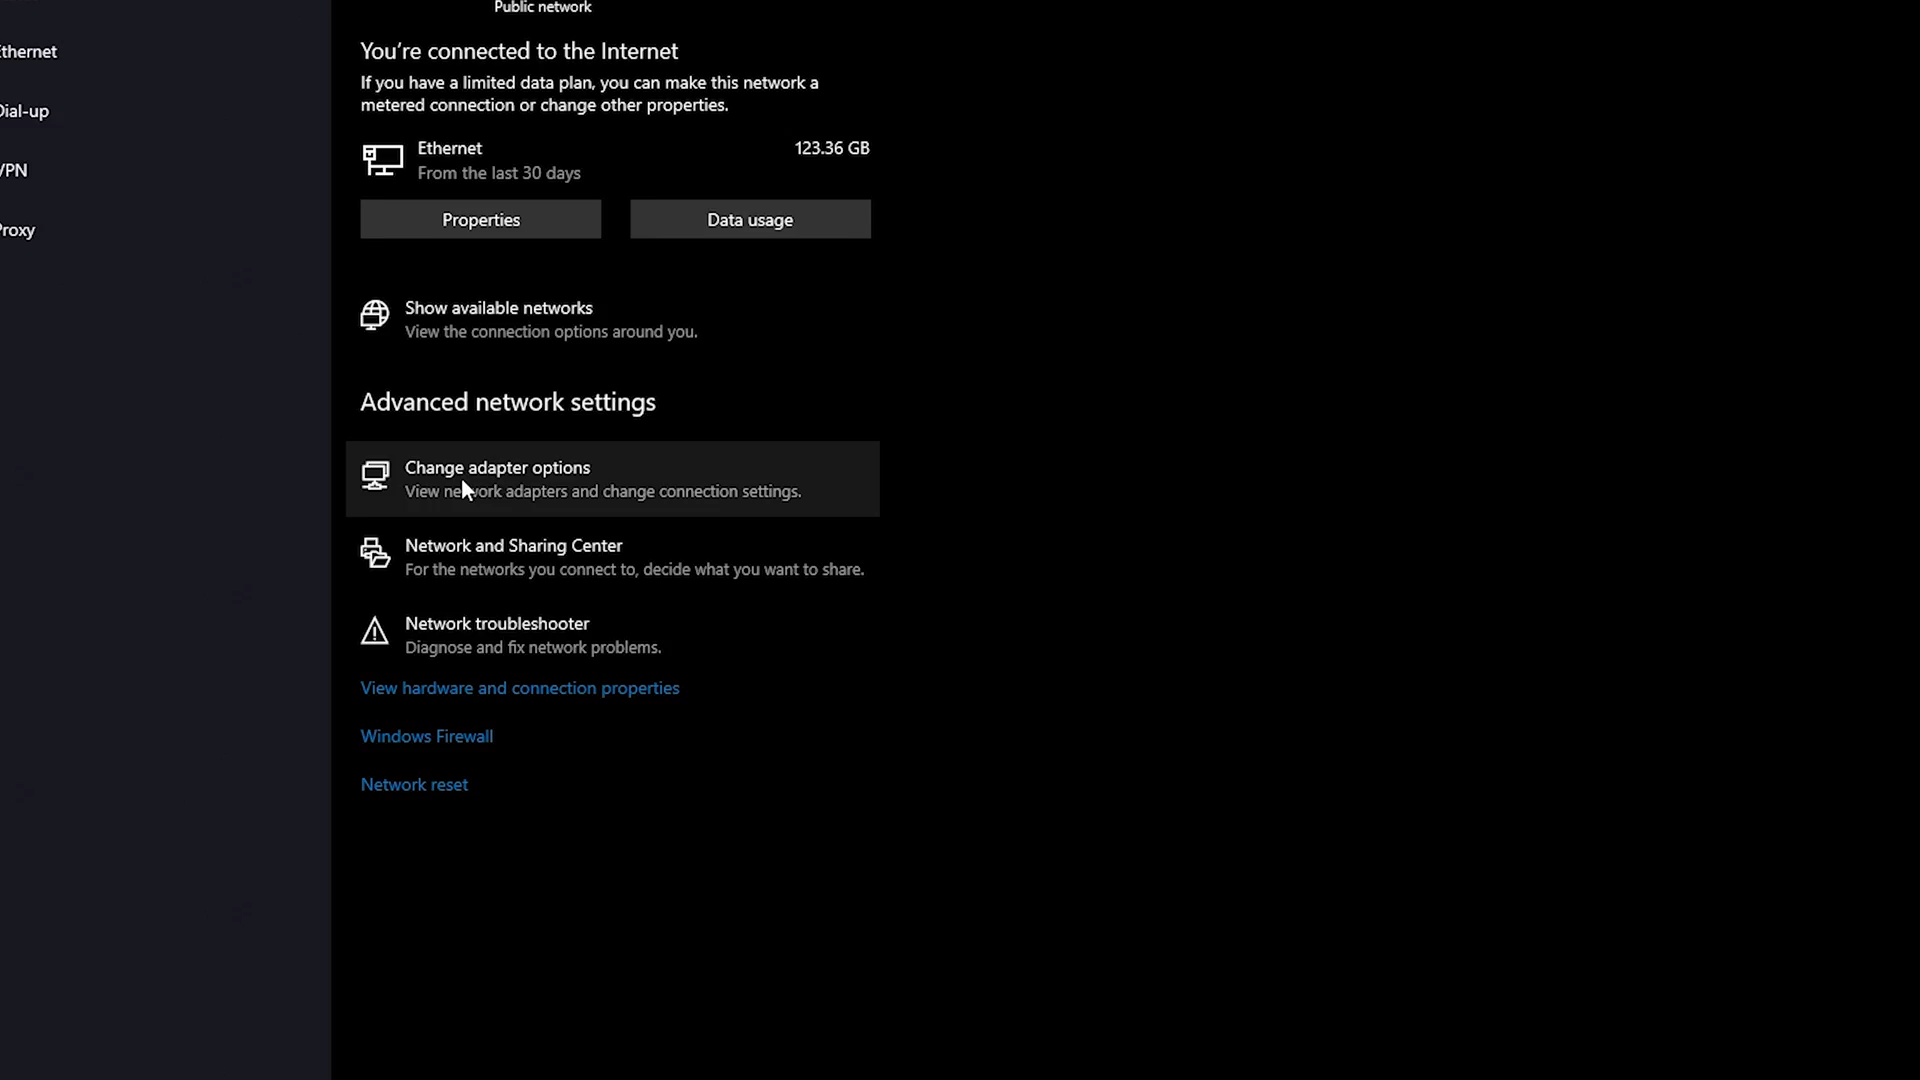 Public network
Ethernet
Dial-up
VPN
Proxy
You're connected to the Internet
If you have a limited data plan, you can make this network a
metered connection or change other properties.
Ethernet
123.36 GB
From the last 30 days
Properties
Data usage
Show available networks
View the connection options around you.
Advanced network settings
Change adapter options
View network adapters and change connection settings.
Network and Sharing Center
For the networks you connect to, decide what you want to share.
Network troubleshooter
Diagnose and fix network problems.
View hardware and connection properties
Windows Firewall
Network reset